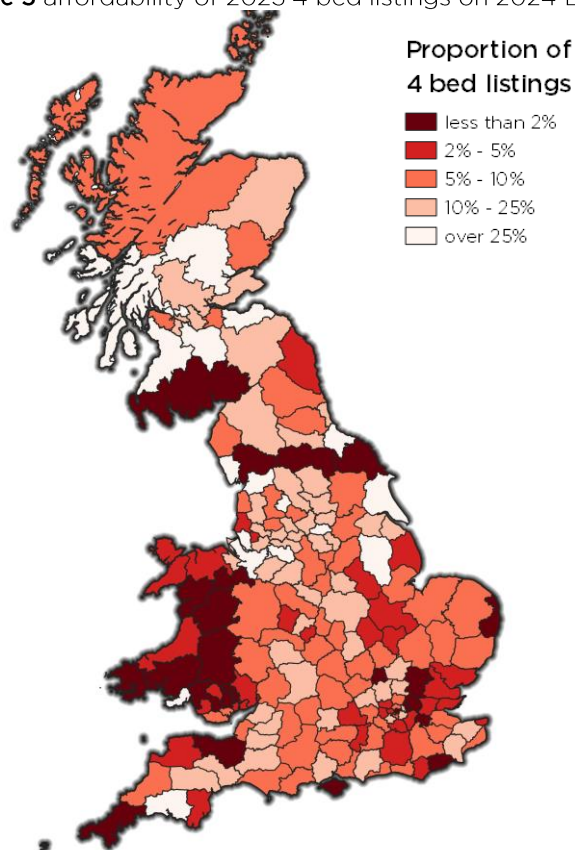 affordability of 2025 4 bed listings on 2024
Proportion of
4 bed listings
less than 2%
2% - 5%
5% - 10%
10% - 25%
over 25%